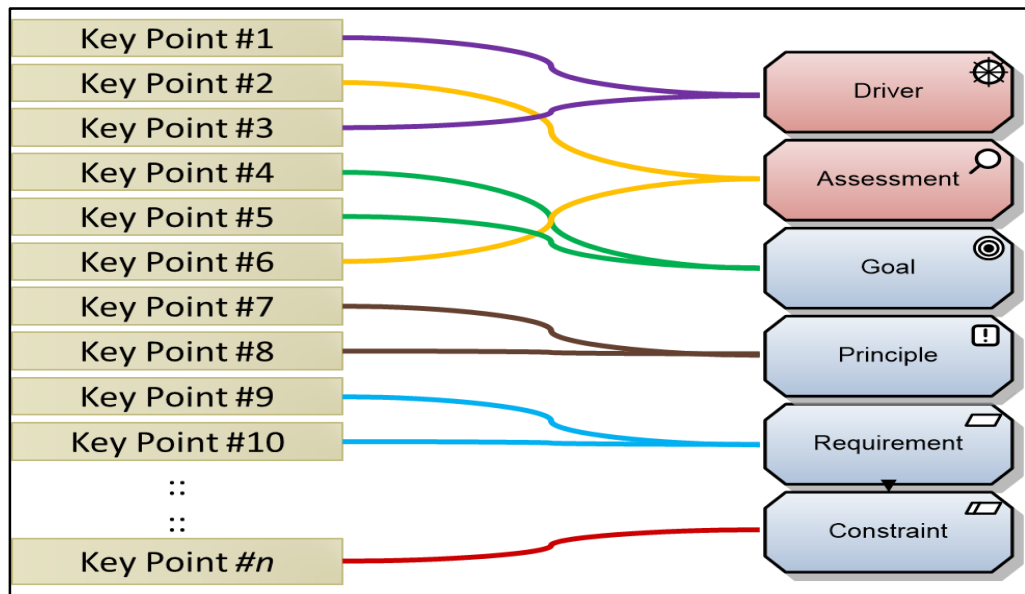 Key Point #1
Key Point #2
Key Point #3
Key Point #4
Key Point #5
Key Point #6
Key Point #7
Key Point #8
Key Point #9
Key Point #10
::
::
Key Point #n
Driver
Assessment
Goal
Principle
Requirement
Constraint